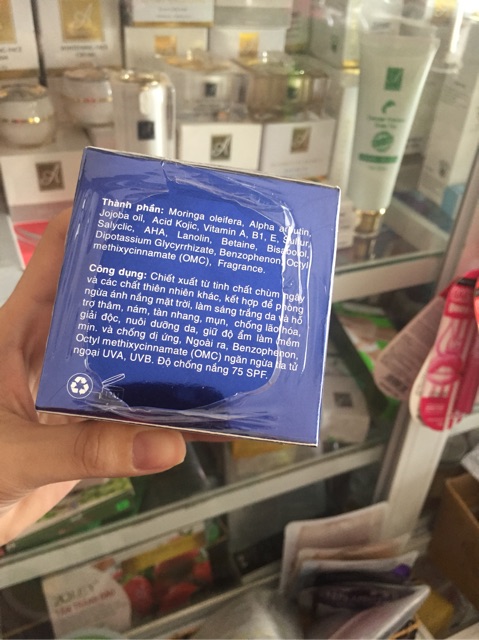 Thành phần: Moringa oleifera, Alpha arbutin,
Jojoba oil, Acid Kojic, Vitamin A, B1, E, Sulfur,
Salyclic, AHA, Lanolin, Betaine, Bisabolol,
Dipotassium Glycyrrhizate, Benzophenon, Octyl
methixycinnamate (OMC), Fragrance.
Công dụng: Chiết xuất từ tinh chất chùm ngây
và các chất thiên nhiên khác, kết hợp để phòng
ngừa ánh nắng mặt trời, làm sáng trắng da và hỗ
trợ thâm, nám, tàn nhang, mụn, chống lão hóa,
giải độc, nuôi dưỡng da, giữ độ ẩm làm mềm
mịn. và chống dị ứng, Ngoài ra, Benzophenon,
Octyl methixycinnamate (OMC) ngăn ngừa tia tử
ngoại UVA, UVB. Độ chống nắng 75 SPF.